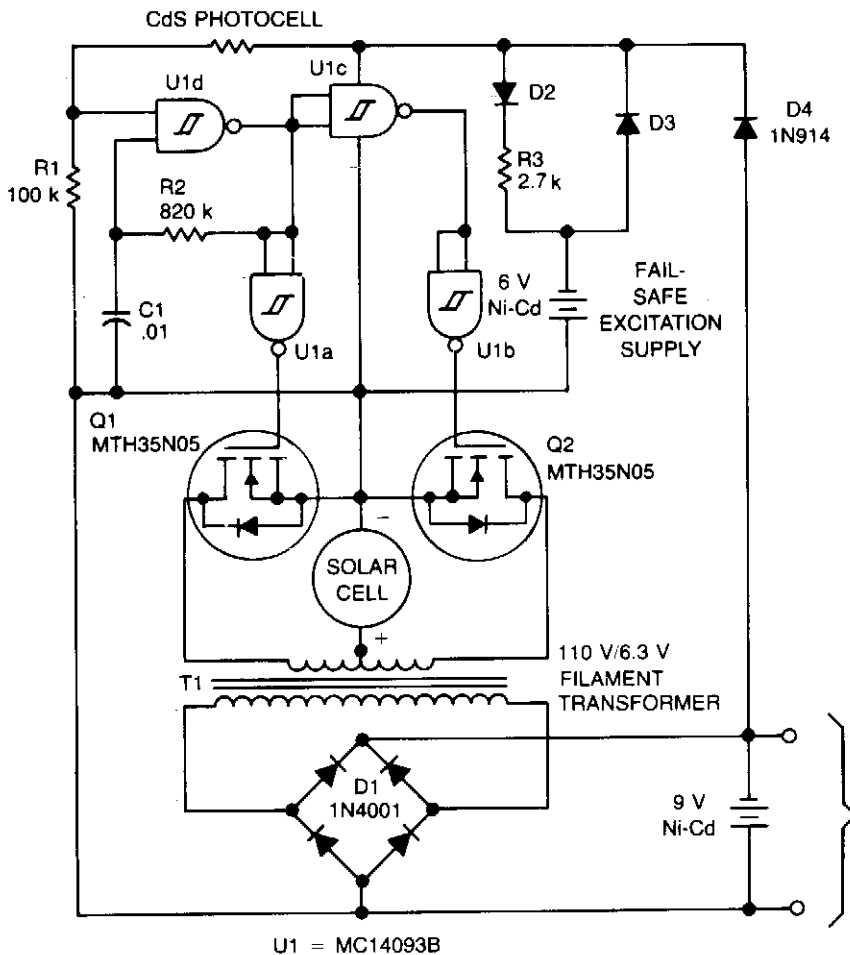 CdS PHOTOCELL
U1d
U1c
D2
D3
D4
1N914
R1
100 k
R2
820 k
R3
2.7 k
C1
.01
U1a
6 V
Ni-Cd
U1b
FAIL-
SAFE
EXCITATION
SUPPLY
Q1
MTH35N05
Q2
MTH35N05
−
SOLAR
CELL
+
T1
110 V/6.3 V
FILAMENT
TRANSFORMER
D1
1N4001
9 V
Ni-Cd
U1 = MC14093B